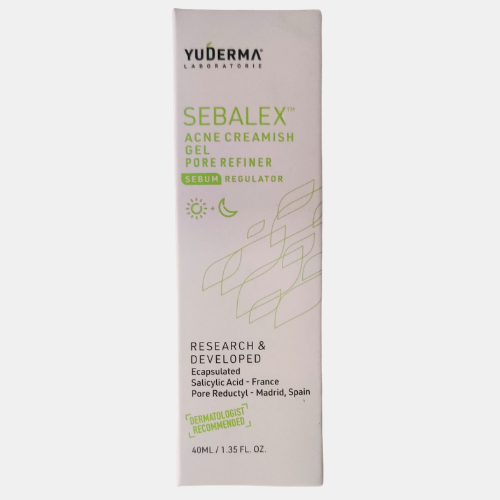 YUDERMA®
LABORATORIE
SEBALEX™
ACNE CREAMISH
GEL
PORE REFINER
SEBUM REGULATOR
+
RESEARCH &
DEVELOPED
Ecapsulated
Salicylic Acid - France
Pore Reductyl - Madrid, Spain
DERMATOLOGIST
RECOMMENDED
40ML / 1.35 FL. OZ.